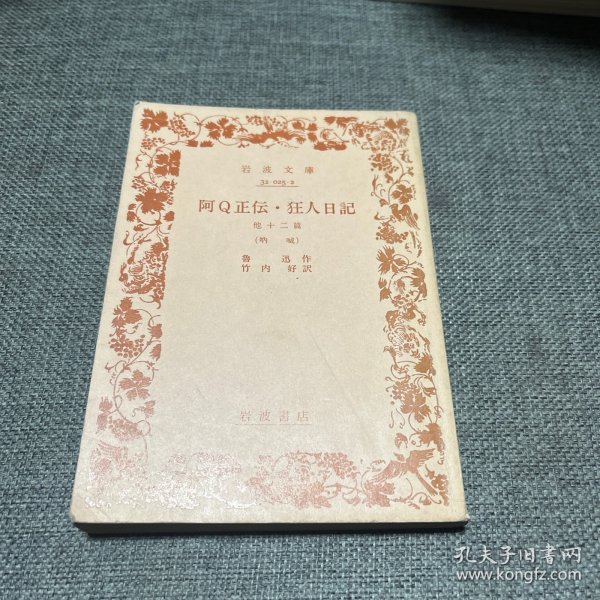 岩波文庫
32-025-2
阿Q正伝・狂人日記
他十二篇
(吶喊)
魯迅作
竹内好訳
岩波書店
孔夫子旧书网
www.kongfz.com